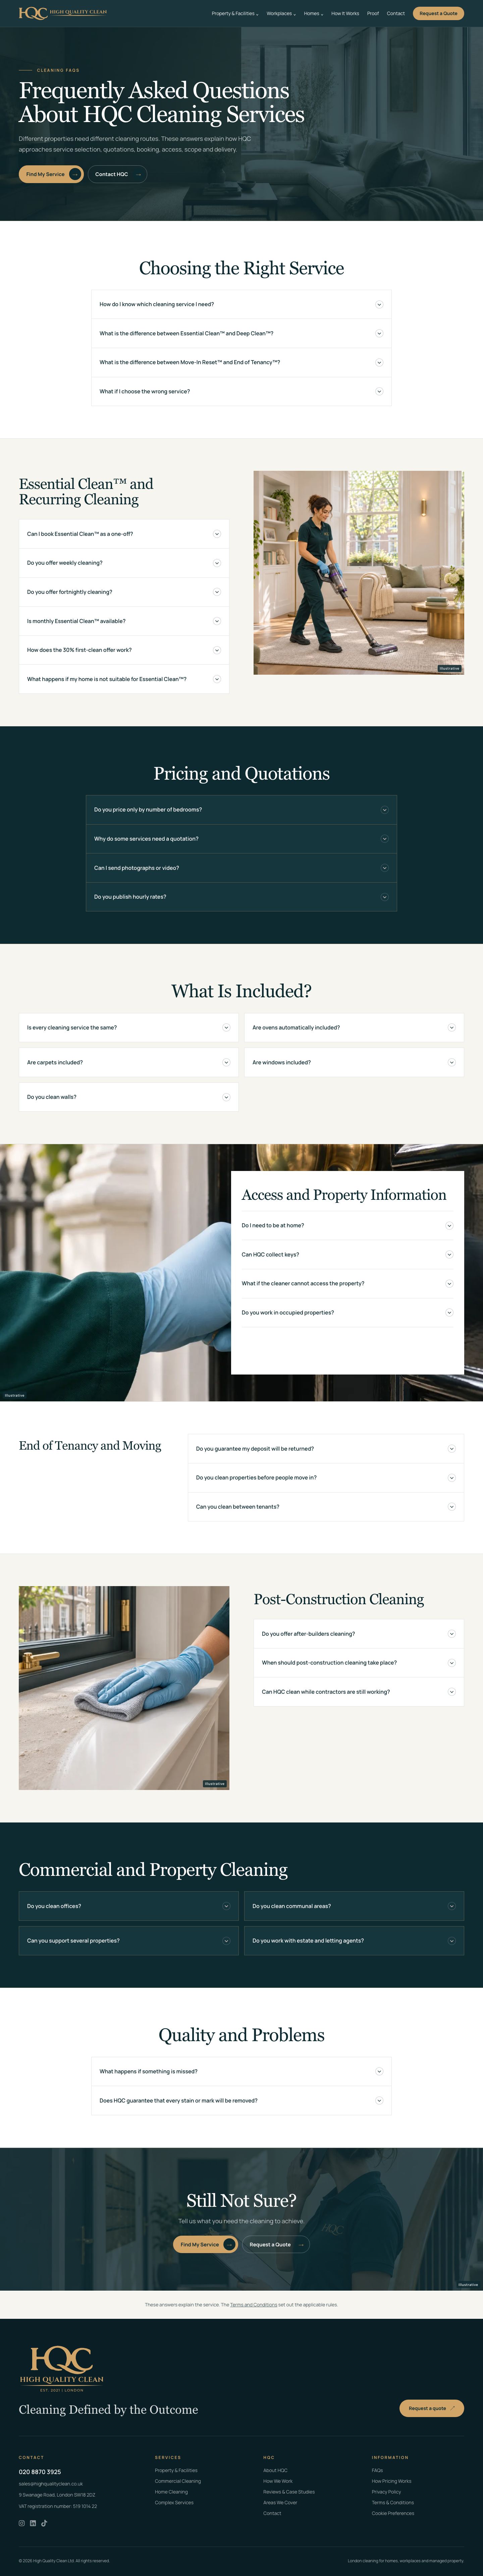 HQC HIGH QUALITY CLEAN
Property & Facilities
Workplaces
Homes
How It Works
Proof
Contact
Request a Quote
CLEANING FAQS
Frequently Asked Questions
About HQC Cleaning Services
Different properties need different cleaning routes. These answers explain how HQC
approaches service selection, quotations, booking, access, scope and delivery.
Find My Service
Contact HQC
Choosing the Right Service
How do I know which cleaning service I need?
What is the difference between Essential Clean™ and Deep Clean™?
What is the difference between Move-In Reset™ and End of Tenancy™?
What if I choose the wrong service?
Essential Clean™ and
Recurring Cleaning
Can I book Essential Clean™ as a one-off?
Do you offer weekly cleaning?
Do you offer fortnightly cleaning?
Is monthly Essential Clean™ available?
How does the 30% first-clean offer work?
What happens if my home is not suitable for Essential Clean™?
Illustrative
Pricing and Quotations
Do you price only by number of bedrooms?
Why do some services need a quotation?
Can I send photographs or video?
Do you publish hourly rates?
What Is Included?
Is every cleaning service the same?
Are ovens automatically included?
Are carpets included?
Are windows included?
Do you clean walls?
Access and Property Information
Do I need to be at home?
Can HQC collect keys?
What if the cleaner cannot access the property?
Do you work in occupied properties?
Illustrative
End of Tenancy and Moving
Do you guarantee my deposit will be returned?
Do you clean properties before people move in?
Can you clean between tenants?
Post-Construction Cleaning
Do you offer after-builders cleaning?
When should post-construction cleaning take place?
Can HQC clean while contractors are still working?
Illustrative
Commercial and Property Cleaning
Do you clean offices?
Do you clean communal areas?
Can you support several properties?
Do you work with estate and letting agents?
Quality and Problems
What happens if something is missed?
Does HQC guarantee that every stain or mark will be removed?
Still Not Sure?
Tell us what you need the cleaning to achieve.
Find My Service
Request a Quote
Illustrative
These answers explain the service. The Terms and Conditions set out the applicable rules.
HQC
HIGH QUALITY CLEAN
EST. 2021 | LONDON
Cleaning Defined by the Outcome
Request a quote
CONTACT
020 8870 3925
sales@highqualityclean.co.uk
9 Swanage Road, London SW18 2DZ
VAT registration number: 519 1014 22
SERVICES
Property & Facilities
Commercial Cleaning
Home Cleaning
Complex Services
HQC
About HQC
How We Work
Reviews & Case Studies
Areas We Cover
Contact
INFORMATION
FAQs
How Pricing Works
Privacy Policy
Terms & Conditions
Cookie Preferences
London cleaning for homes, workplaces and managed property.